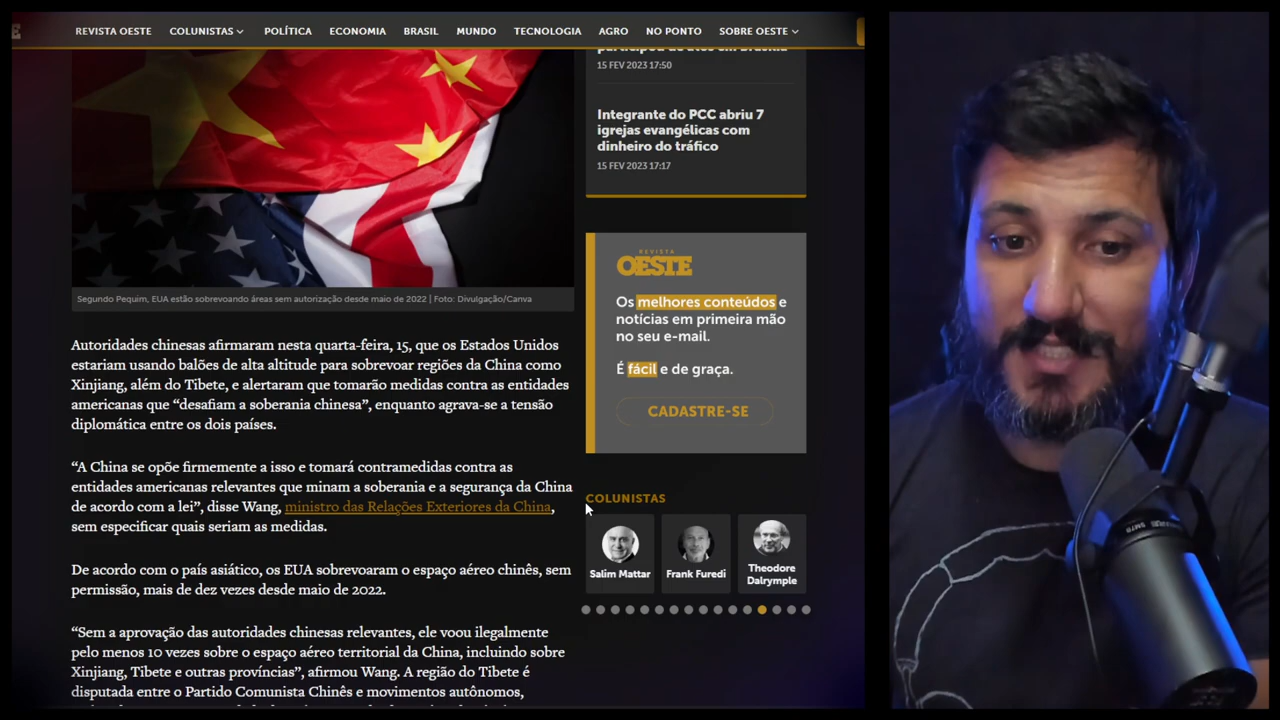 REVISTA OESTE COLUNISTAS POLÍTICA ECONOMIA BRASIL MUNDO TECNOLOGIA AGRO NO PONTO SOBRE OESTE
15 FEV 2023 17:50
Integrante do PCC abriu 7
igrejas evangélicas com
dinheiro do tráfico
15 FEV 2023 17:17
Segundo Pequim, EUA estão sobrevoando áreas sem autorização desde maio de 2022 | Foto: Divulgação/Canva
Autoridades chinesas afirmaram nesta quarta-feira, 15, que os Estados Unidos
estariam usando balões de alta altitude para sobrevoar regiões da China como
Xinjiang, além do Tibete, e alertaram que tomarão medidas contra as entidades
americanas que “desafiam a soberania chinesa”, enquanto agrava-se a tensão
diplomática entre os dois países.
“A China se opõe firmemente a isso e tomará contramedidas contra as
entidades americanas relevantes que minam a soberania e a segurança da China
de acordo com a lei”, disse Wang, ministro das Relações Exteriores da China,
sem especificar quais seriam as medidas.
De acordo com o país asiático, os EUA sobrevoaram o espaço aéreo chinês, sem
permissão, mais de dez vezes desde maio de 2022.
“Sem a aprovação das autoridades chinesas relevantes, ele voou ilegalmente
pelo menos 10 vezes sobre o espaço aéreo territorial da China, incluindo sobre
Xinjiang, Tibete e outras províncias”, afirmou Wang. A região do Tibete é
disputada entre o Partido Comunista Chinês e movimentos autônomos,
REVISTA
OESTE
Os melhores conteúdos e
notícias em primeira mão
no seu e-mail.
É fácil e de graça.
CADASTRE-SE
COLUNISTAS
Salim Mattar
Frank Furedi
Theodore
Dalrymple